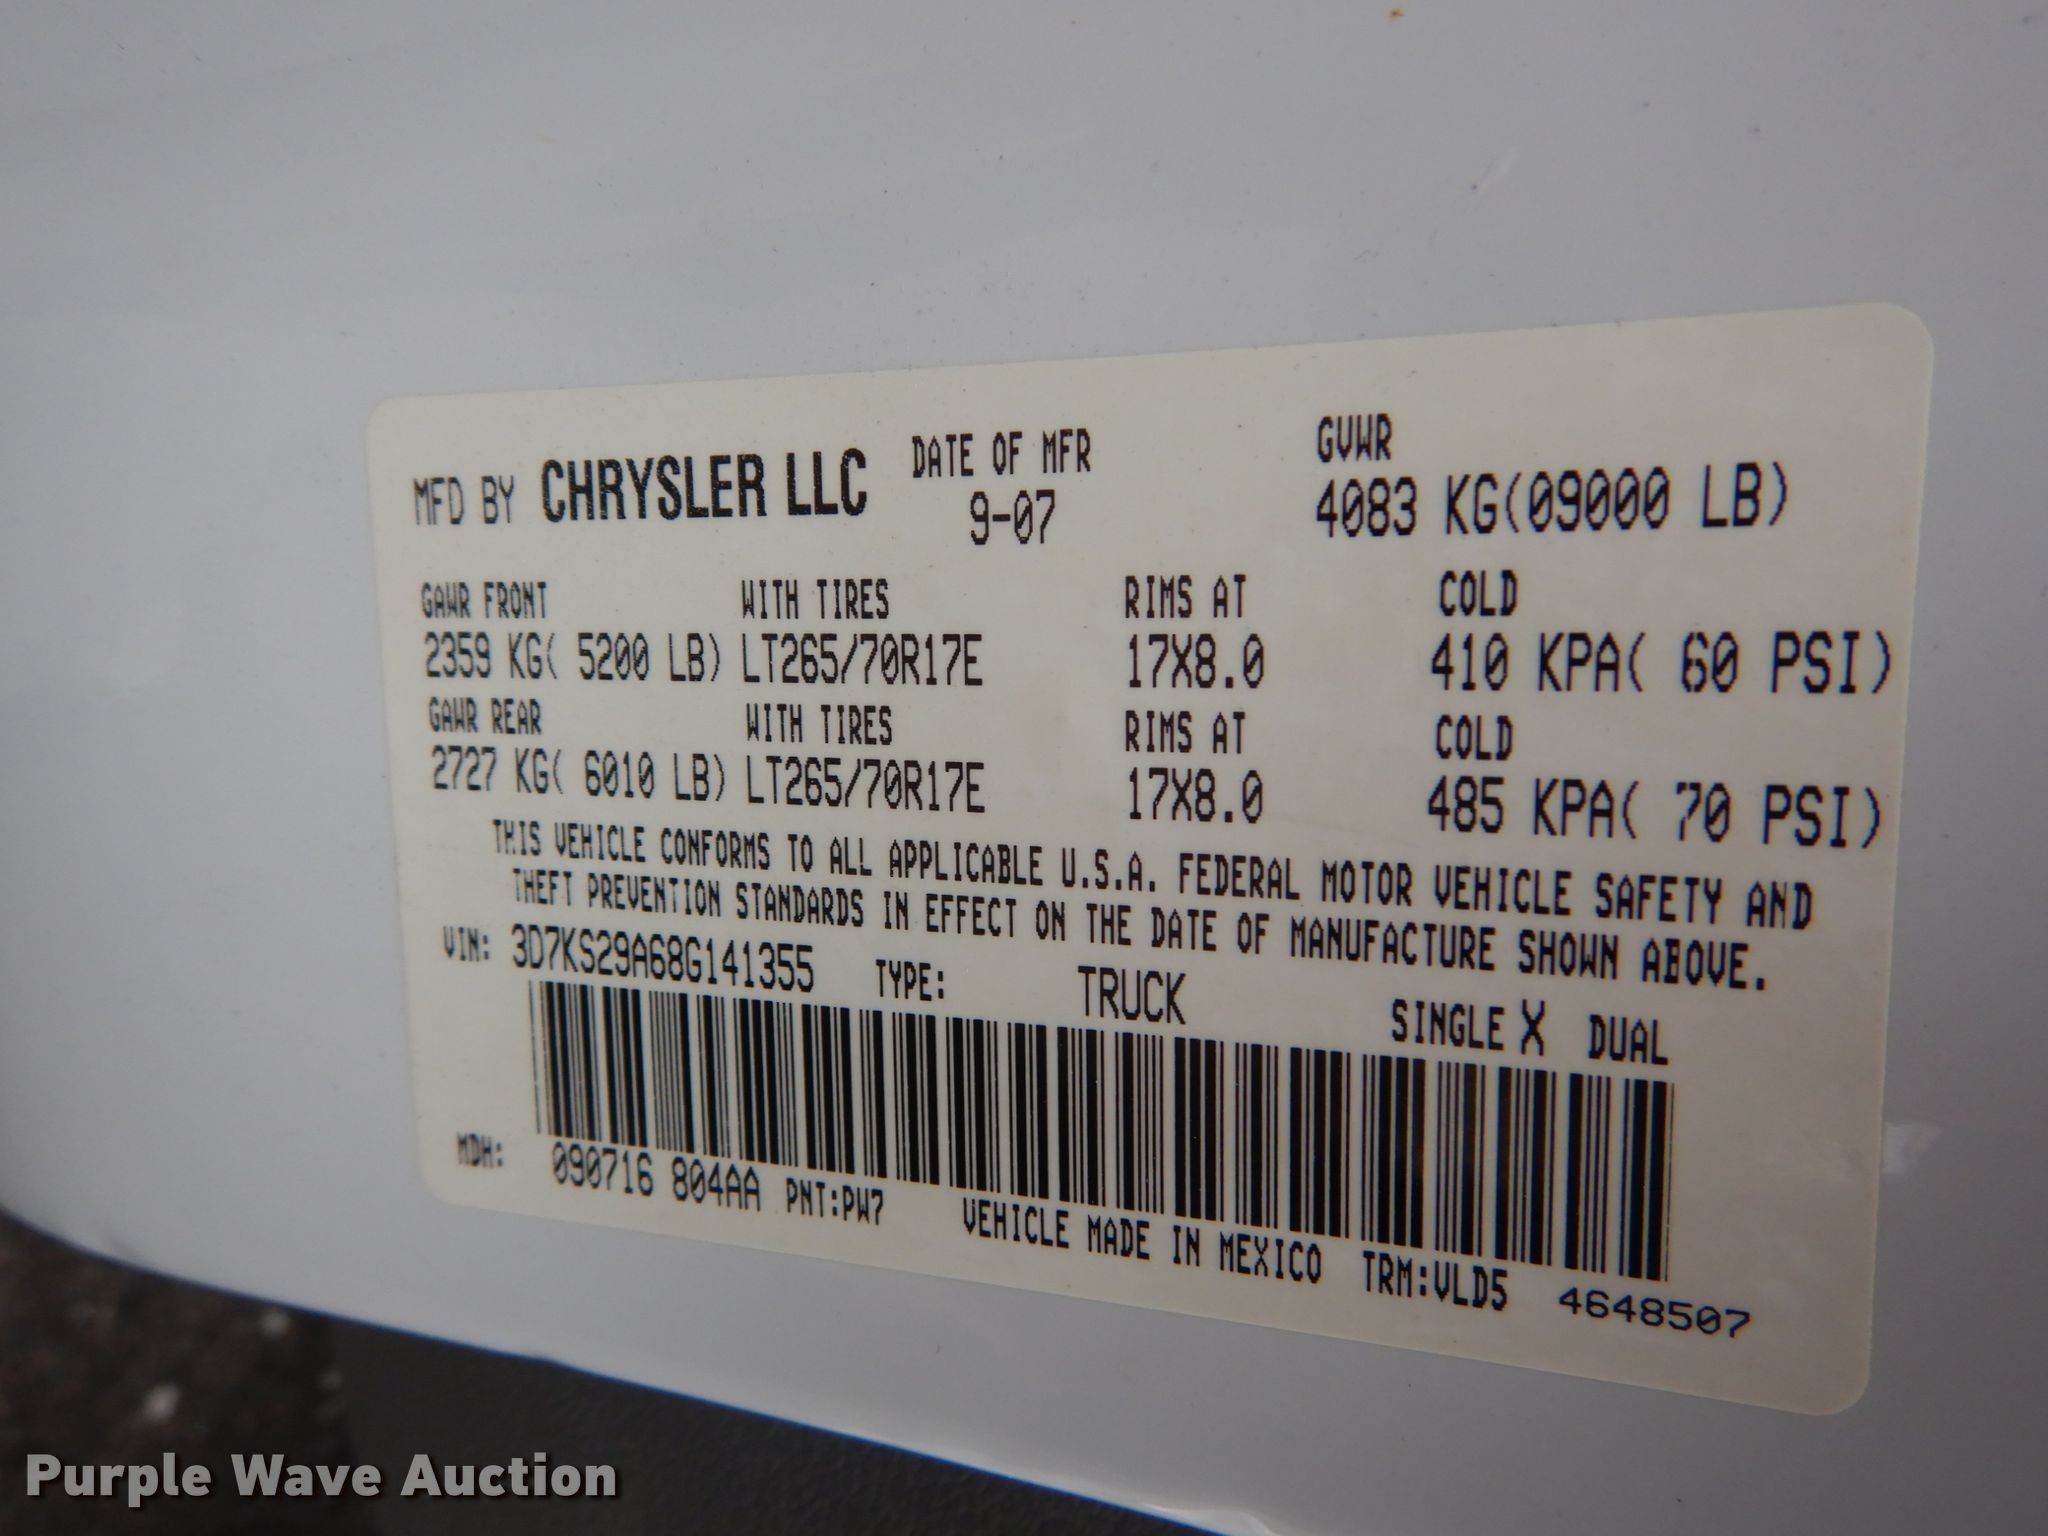 MFD BY CHRYSLER LLC DATE OF MFR GVWR
9-07 4083 KG(09000 LB)
GAWR FRONT WITH TIRES RIMS AT COLD
2359 KG( 5200 LB) LT265/70R17E 17X8.0 410 KPA( 60 PSI)
GAWR REAR WITH TIRES RIMS AT COLD
2727 KG( 6010 LB) LT265/70R17E 17X8.0 485 KPA( 70 PSI)
THIS VEHICLE CONFORMS TO ALL APPLICABLE U.S.A. FEDERAL MOTOR VEHICLE SAFETY AND
THEFT PREVENTION STANDARDS IN EFFECT ON THE DATE OF MANUFACTURE SHOWN ABOVE.
VIN: 3D7KS29A68G141355 TYPE: TRUCK SINGLE X DUAL
MDH: 090716 804AA PNT:PW7 VEHICLE MADE IN MEXICO TRM:VLD5 4648507
Purple Wave Auction